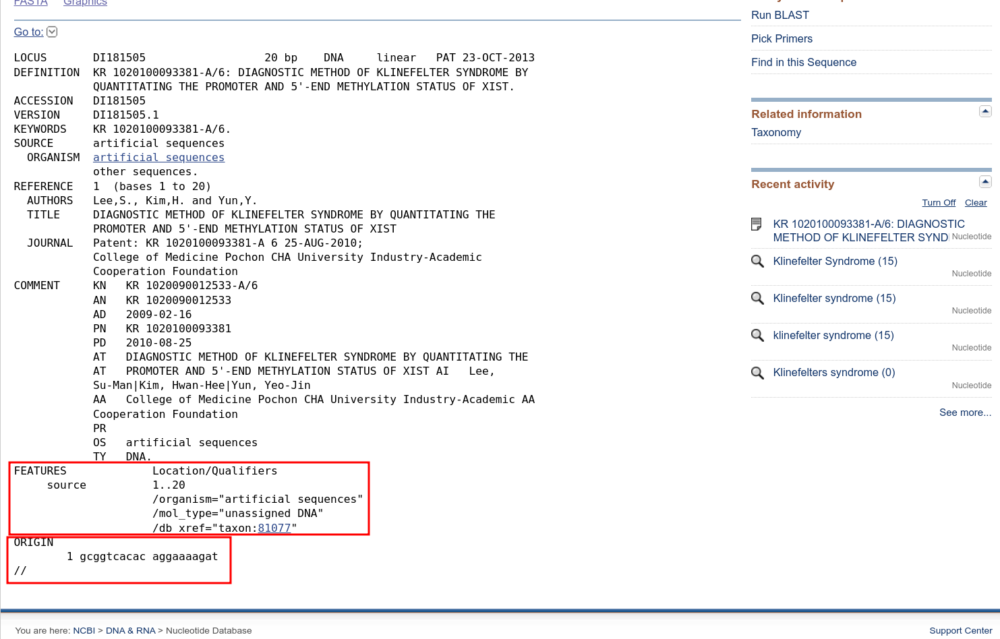 FASTA Graphics
Go to:
LOCUS DI181505 20 bp DNA linear PAT 23-OCT-2013
DEFINITION KR 1020100093381-A/6: DIAGNOSTIC METHOD OF KLINEFELTER SYNDROME BY
QUANTITATING THE PROMOTER AND 5'-END METHYLATION STATUS OF XIST.
ACCESSION DI181505
VERSION DI181505.1
KEYWORDS KR 1020100093381-A/6.
SOURCE artificial sequences
ORGANISM artificial sequences
other sequences.
REFERENCE 1 (bases 1 to 20)
AUTHORS Lee,S., Kim,H. and Yun,Y.
TITLE DIAGNOSTIC METHOD OF KLINEFELTER SYNDROME BY QUANTITATING THE
PROMOTER AND 5'-END METHYLATION STATUS OF XIST
JOURNAL Patent: KR 1020100093381-A 6 25-AUG-2010;
College of Medicine Pochon CHA University Industry-Academic
Cooperation Foundation
COMMENT KN KR 1020090012533-A/6
AN KR 1020090012533
AD 2009-02-16
PN KR 1020100093381
PD 2010-08-25
AT DIAGNOSTIC METHOD OF KLINEFELTER SYNDROME BY QUANTITATING THE
AT PROMOTER AND 5'-END METHYLATION STATUS OF XIST AI Lee,
Su-Man|Kim, Hwan-Hee|Yun, Yeo-Jin
AA College of Medicine Pochon CHA University Industry-Academic AA
Cooperation Foundation
PR
OS artificial sequences
TY DNA.
FEATURES Location/Qualifiers
source 1..20
/organism="artificial sequences"
/mol_type="unassigned DNA"
/db_xref="taxon:81077"
ORIGIN
1 gcggtcacac aggaaaagat
//
Run BLAST
Pick Primers
Find in this Sequence
Related information
Taxonomy
Recent activity
Turn Off Clear
KR 1020100093381-A/6: DIAGNOSTIC
METHOD OF KLINEFELTER SYND Nucleotide
Klinefelter Syndrome (15)
Nucleotide
Klinefelter syndrome (15)
Nucleotide
klinefelter syndrome (15)
Nucleotide
Klinefelters syndrome (0)
Nucleotide
See more...
You are here: NCBI > DNA & RNA > Nucleotide Database
Support Center